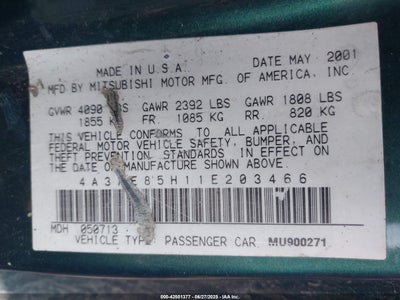 MADE IN U.S.A. DATE MAY 2001
MFD BY MITSUBISHI MOTOR MFG. OF AMERICA, INC.
GVWR 4090 LBS GAWR 2392 LBS GAWR 1808 LBS
1855 FR. 1085 KG RR. 820 KG
THIS VEHICLE CONFORMS TO ALL APPLICABLE
FEDERAL MOTOR VEHICLE SAFETY, BUMPER, AND
THEFT PREVENTION STANDARDS IN EFFECT ON
THE DATE OF MANUFACTURE SHOWN ABOVE.
4A3 E85H11E203466
MDH 050713
VEHICLE TYPE: PASSENGER CAR MU900271
000-42501377 - 06/27/2025 - IAA Inc.